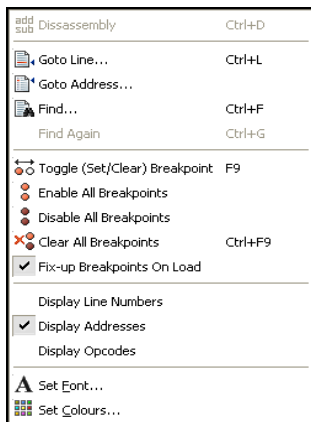 add
sub Dissassembly Ctrl+D
Goto Line... Ctrl+L
Goto Address...
Find... Ctrl+F
Find Again Ctrl+G
Toggle (Set/Clear) Breakpoint F9
Enable All Breakpoints
Disable All Breakpoints
Clear All Breakpoints Ctrl+F9
Fix-up Breakpoints On Load
Display Line Numbers
Display Addresses
Display Opcodes
A Set Font...
Set Colours...